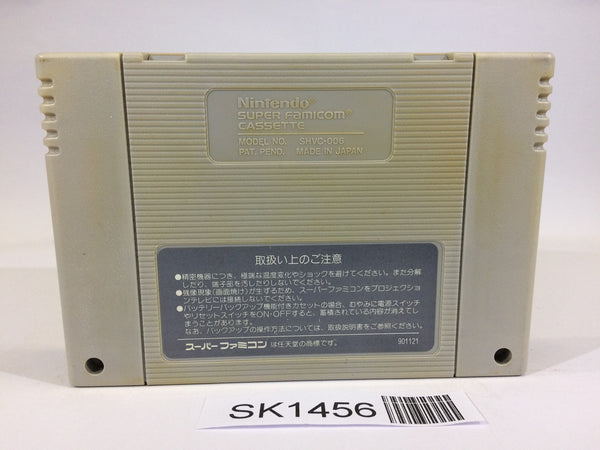 Nintendo®
SUPER Famicom®
CASSETTE
MODEL NO. SHVC-006
PAT. PEND. MADE IN JAPAN
取扱い上のご注意
●精密機器につき、極端な温度変化やショックを避けてください。また分解
したり、端子部を汚したりしないでください。
●残像現象(画面焼け)が生ずるため、スーパーファミコンをプロジェクショ
ンテレビには接続しないでください。
●バッテリーバックアップ機能付きカセットの場合、むやみに電源スイッチ
やリセットスイッチをON・OFFすると、蓄積されている内容が消えてし
まうことがあります。
なお、バックアップの操作方法については、取扱説明書をご参照ください。
スーパーファミコン は任天堂の商標です。 901121
SK1456